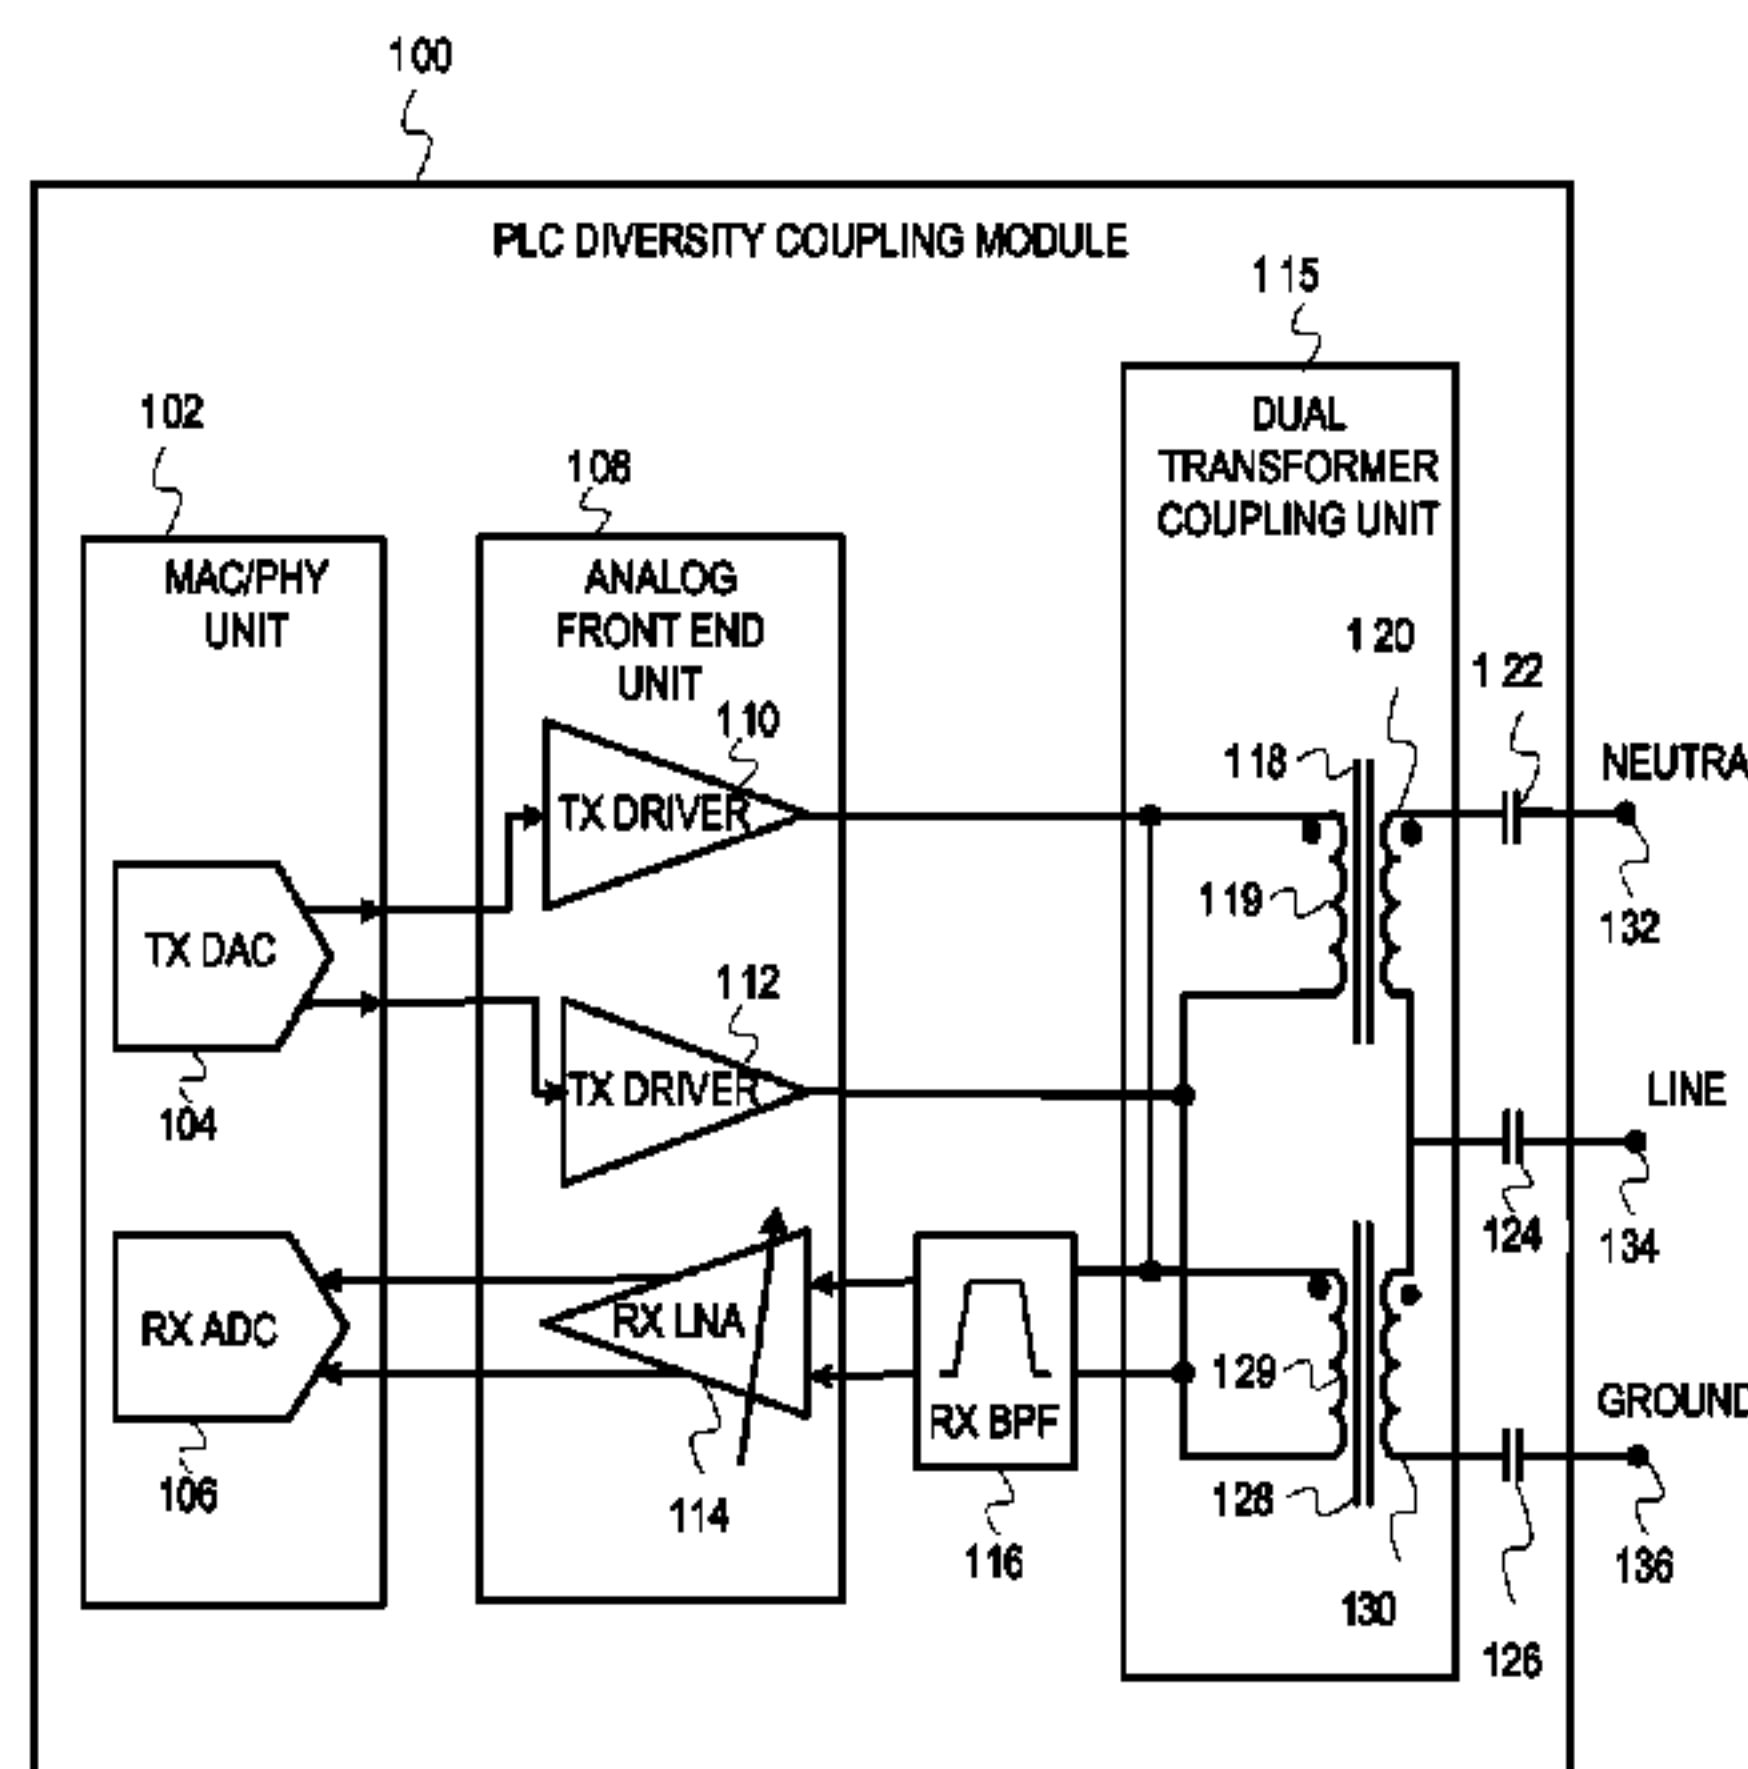 100
PLC DIVERSITY COUPLING MODULE
115
DUAL
TRANSFORMER
COUPLING UNIT
102
108
MAC/PHY
UNIT
ANALOG
FRONT END
UNIT
110
TX DRIVER
120
122
118
NEUTRA
119
132
TX DAC
104
112
TX DRIVER
LINE
124
134
RX ADC
106
RX LNA
114
RX BPF
116
129
128
GROUND
130
126
136